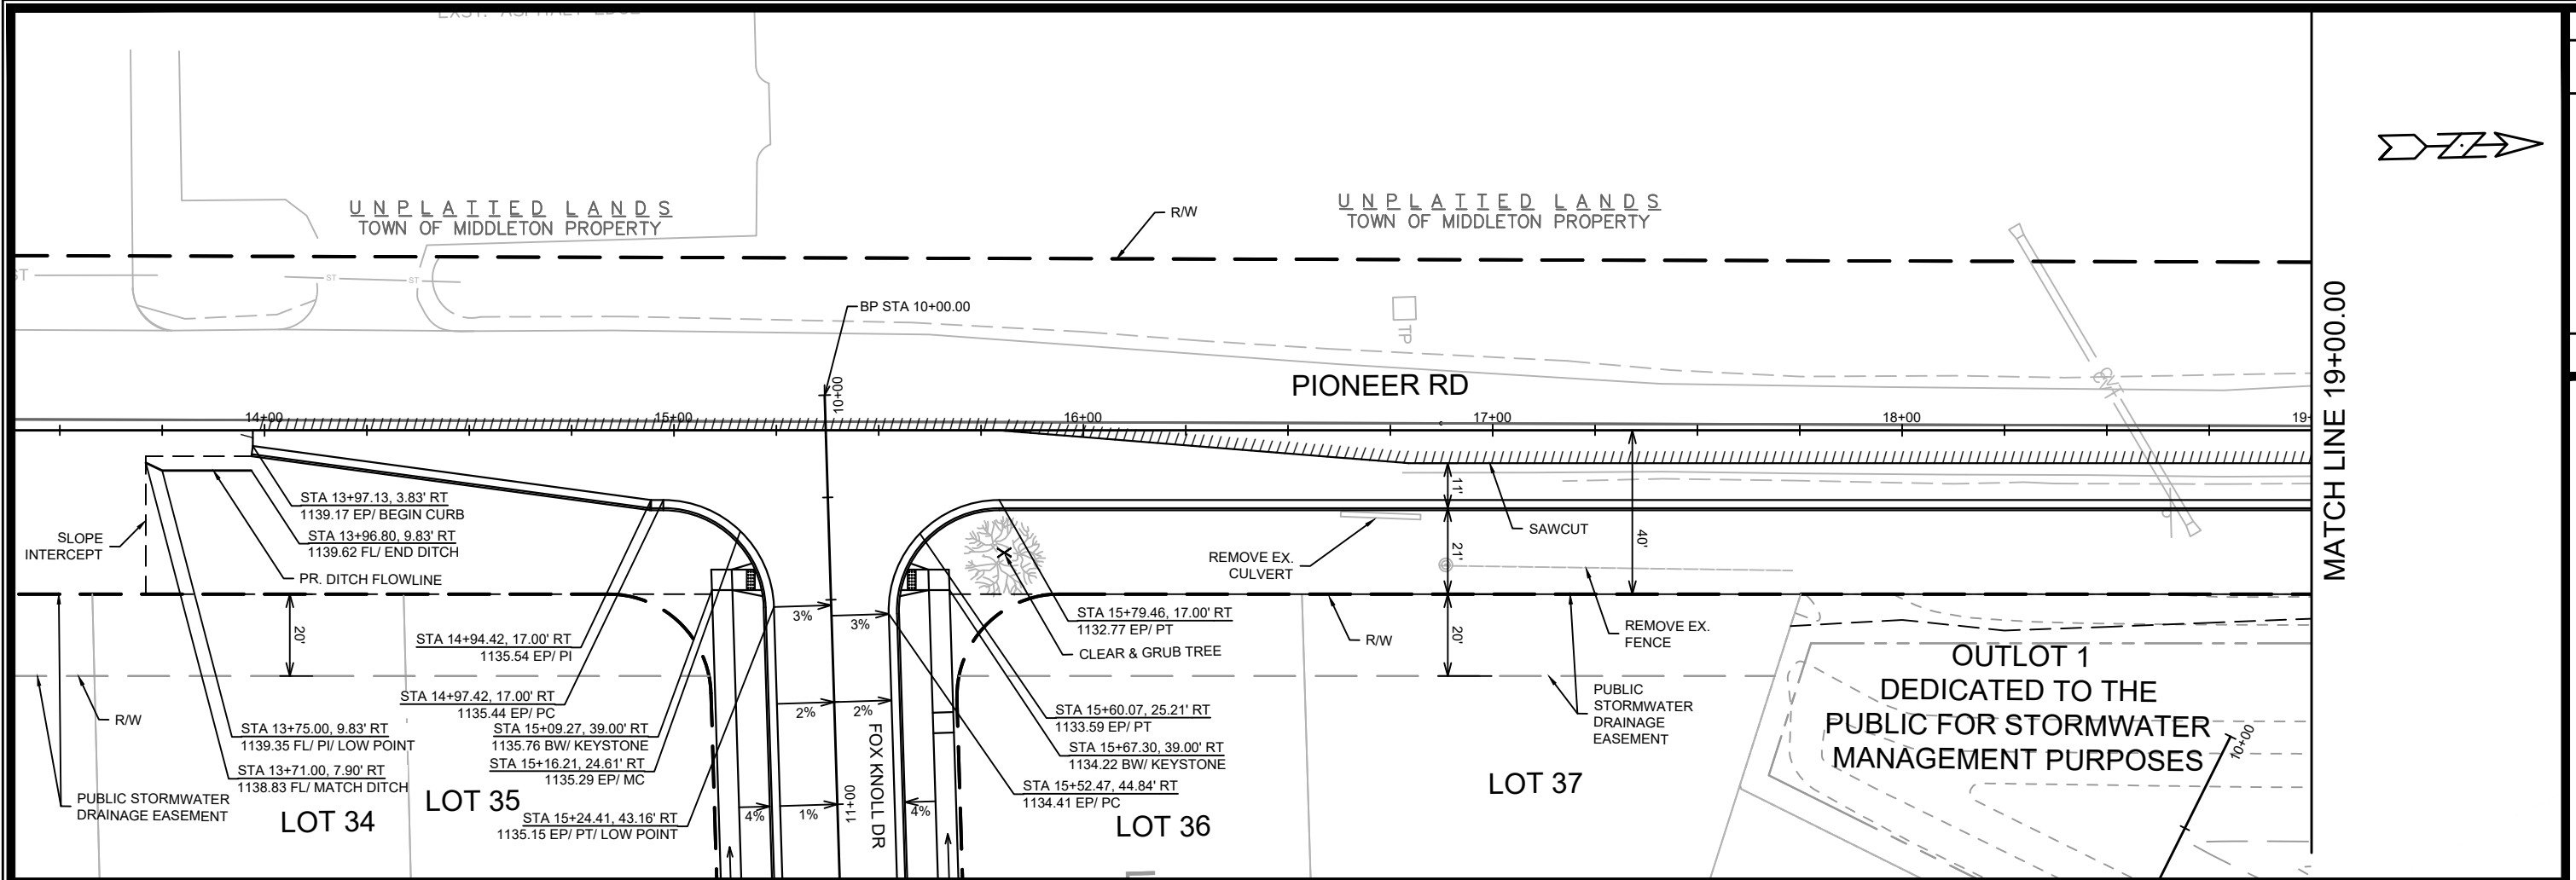 EXST. ASPHALT EDGE
UNPLATTED LANDS
TOWN OF MIDDLETON PROPERTY
UNPLATTED LANDS
TOWN OF MIDDLETON PROPERTY
R/W
ST
ST
ST
BP STA 10+00.00
10+00
TP
PIONEER RD
CMT
MATCH LINE 19+00.00
14+00
15+00
16+00
17+00
18+00
19+
STA 13+97.13, 3.83' RT
1139.17 EP/ BEGIN CURB
STA 13+96.80, 9.83' RT
1139.62 FL/ END DITCH
PR. DITCH FLOWLINE
SLOPE
INTERCEPT
11'
21'
40'
20'
SAWCUT
REMOVE EX.
CULVERT
REMOVE EX.
FENCE
20'
STA 14+94.42, 17.00' RT
1135.54 EP/ PI
STA 14+97.42, 17.00' RT
1135.44 EP/ PC
STA 15+09.27, 39.00' RT
1135.76 BW/ KEYSTONE
STA 15+16.21, 24.61' RT
1135.29 EP/ MC
STA 15+24.41, 43.16' RT
1135.15 EP/ PT/ LOW POINT
R/W
STA 13+75.00, 9.83' RT
1139.35 FL/ PI/ LOW POINT
STA 13+71.00, 7.90' RT
1138.83 FL/ MATCH DITCH
PUBLIC STORMWATER
DRAINAGE EASEMENT
LOT 34
LOT 35
3%
3%
2%
2%
4%
1%
4%
11+00
FOX KNOLL DR
STA 15+79.46, 17.00' RT
1132.77 EP/ PT
CLEAR & GRUB TREE
STA 15+60.07, 25.21' RT
1133.59 EP/ PT
STA 15+67.30, 39.00' RT
1134.22 BW/ KEYSTONE
STA 15+52.47, 44.84' RT
1134.41 EP/ PC
LOT 36
R/W
PUBLIC
STORMWATER
DRAINAGE
EASEMENT
LOT 37
OUTLOT 1
DEDICATED TO THE
PUBLIC FOR STORMWATER
MANAGEMENT PURPOSES
10+00